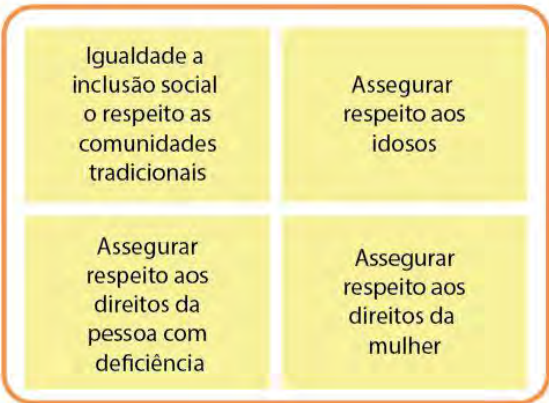 Igualdade a
inclusão social
o respeito as
comunidades
tradicionais
Assegurar
respeito aos
idosos
Assegurar
respeito aos
direitos da
pessoa com
deficiência
Assegurar
respeito aos
direitos da
mulher